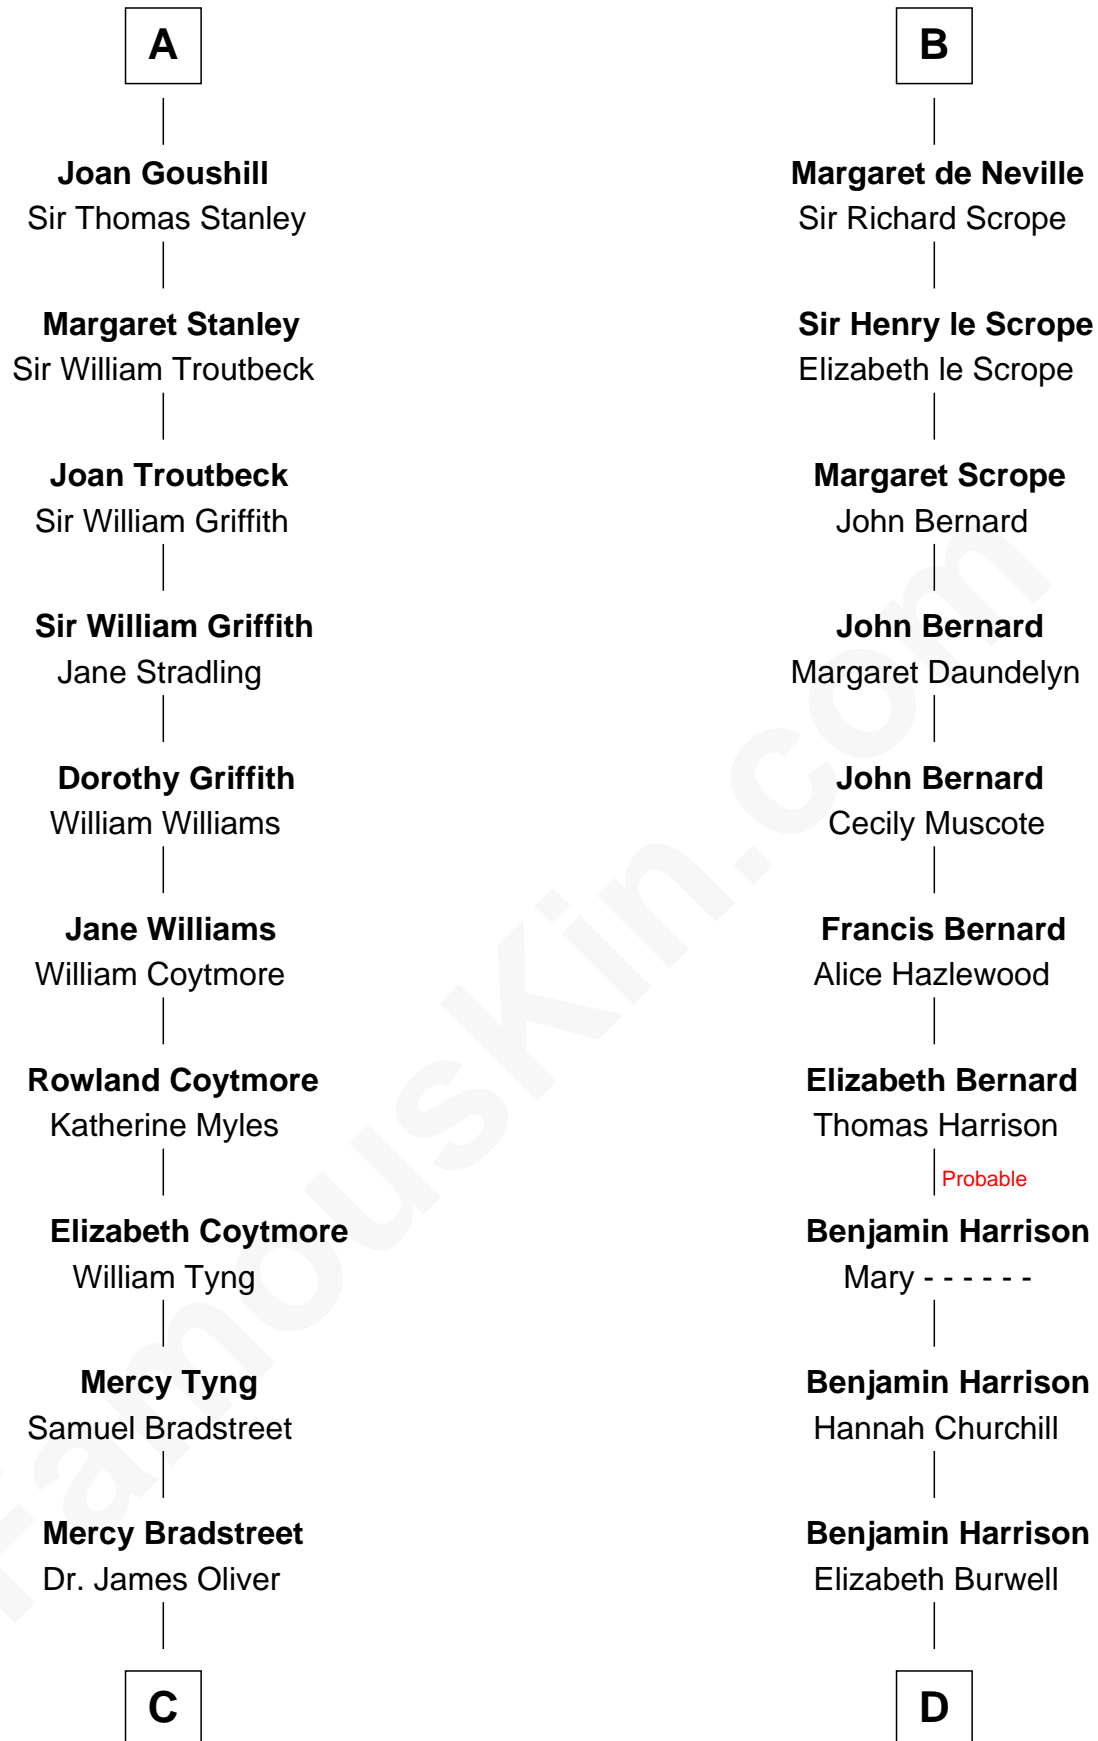 A
Joan Goushill
Sir Thomas Stanley
Margaret Stanley
Sir William Troutbeck
Joan Troutbeck
Sir William Griffith
Sir William Griffith
Jane Stradling
Dorothy Griffith
William Williams
Jane Williams
William Coytmore
Rowland Coytmore
Katherine Myles
Elizabeth Coytmore
William Tyng
Mercy Tyng
Samuel Bradstreet
Mercy Bradstreet
Dr. James Oliver
C
B
Margaret de Neville
Sir Richard Scrope
Sir Henry le Scrope
Elizabeth le Scrope
Margaret Scrope
John Bernard
John Bernard
Margaret Daundelyn
John Bernard
Cecily Muscote
Francis Bernard
Alice Hazlewood
Elizabeth Bernard
Thomas Harrison
Probable
Benjamin Harrison
Mary - - - - - -
Benjamin Harrison
Hannah Churchill
Benjamin Harrison
Elizabeth Burwell
D
FamousKin.com